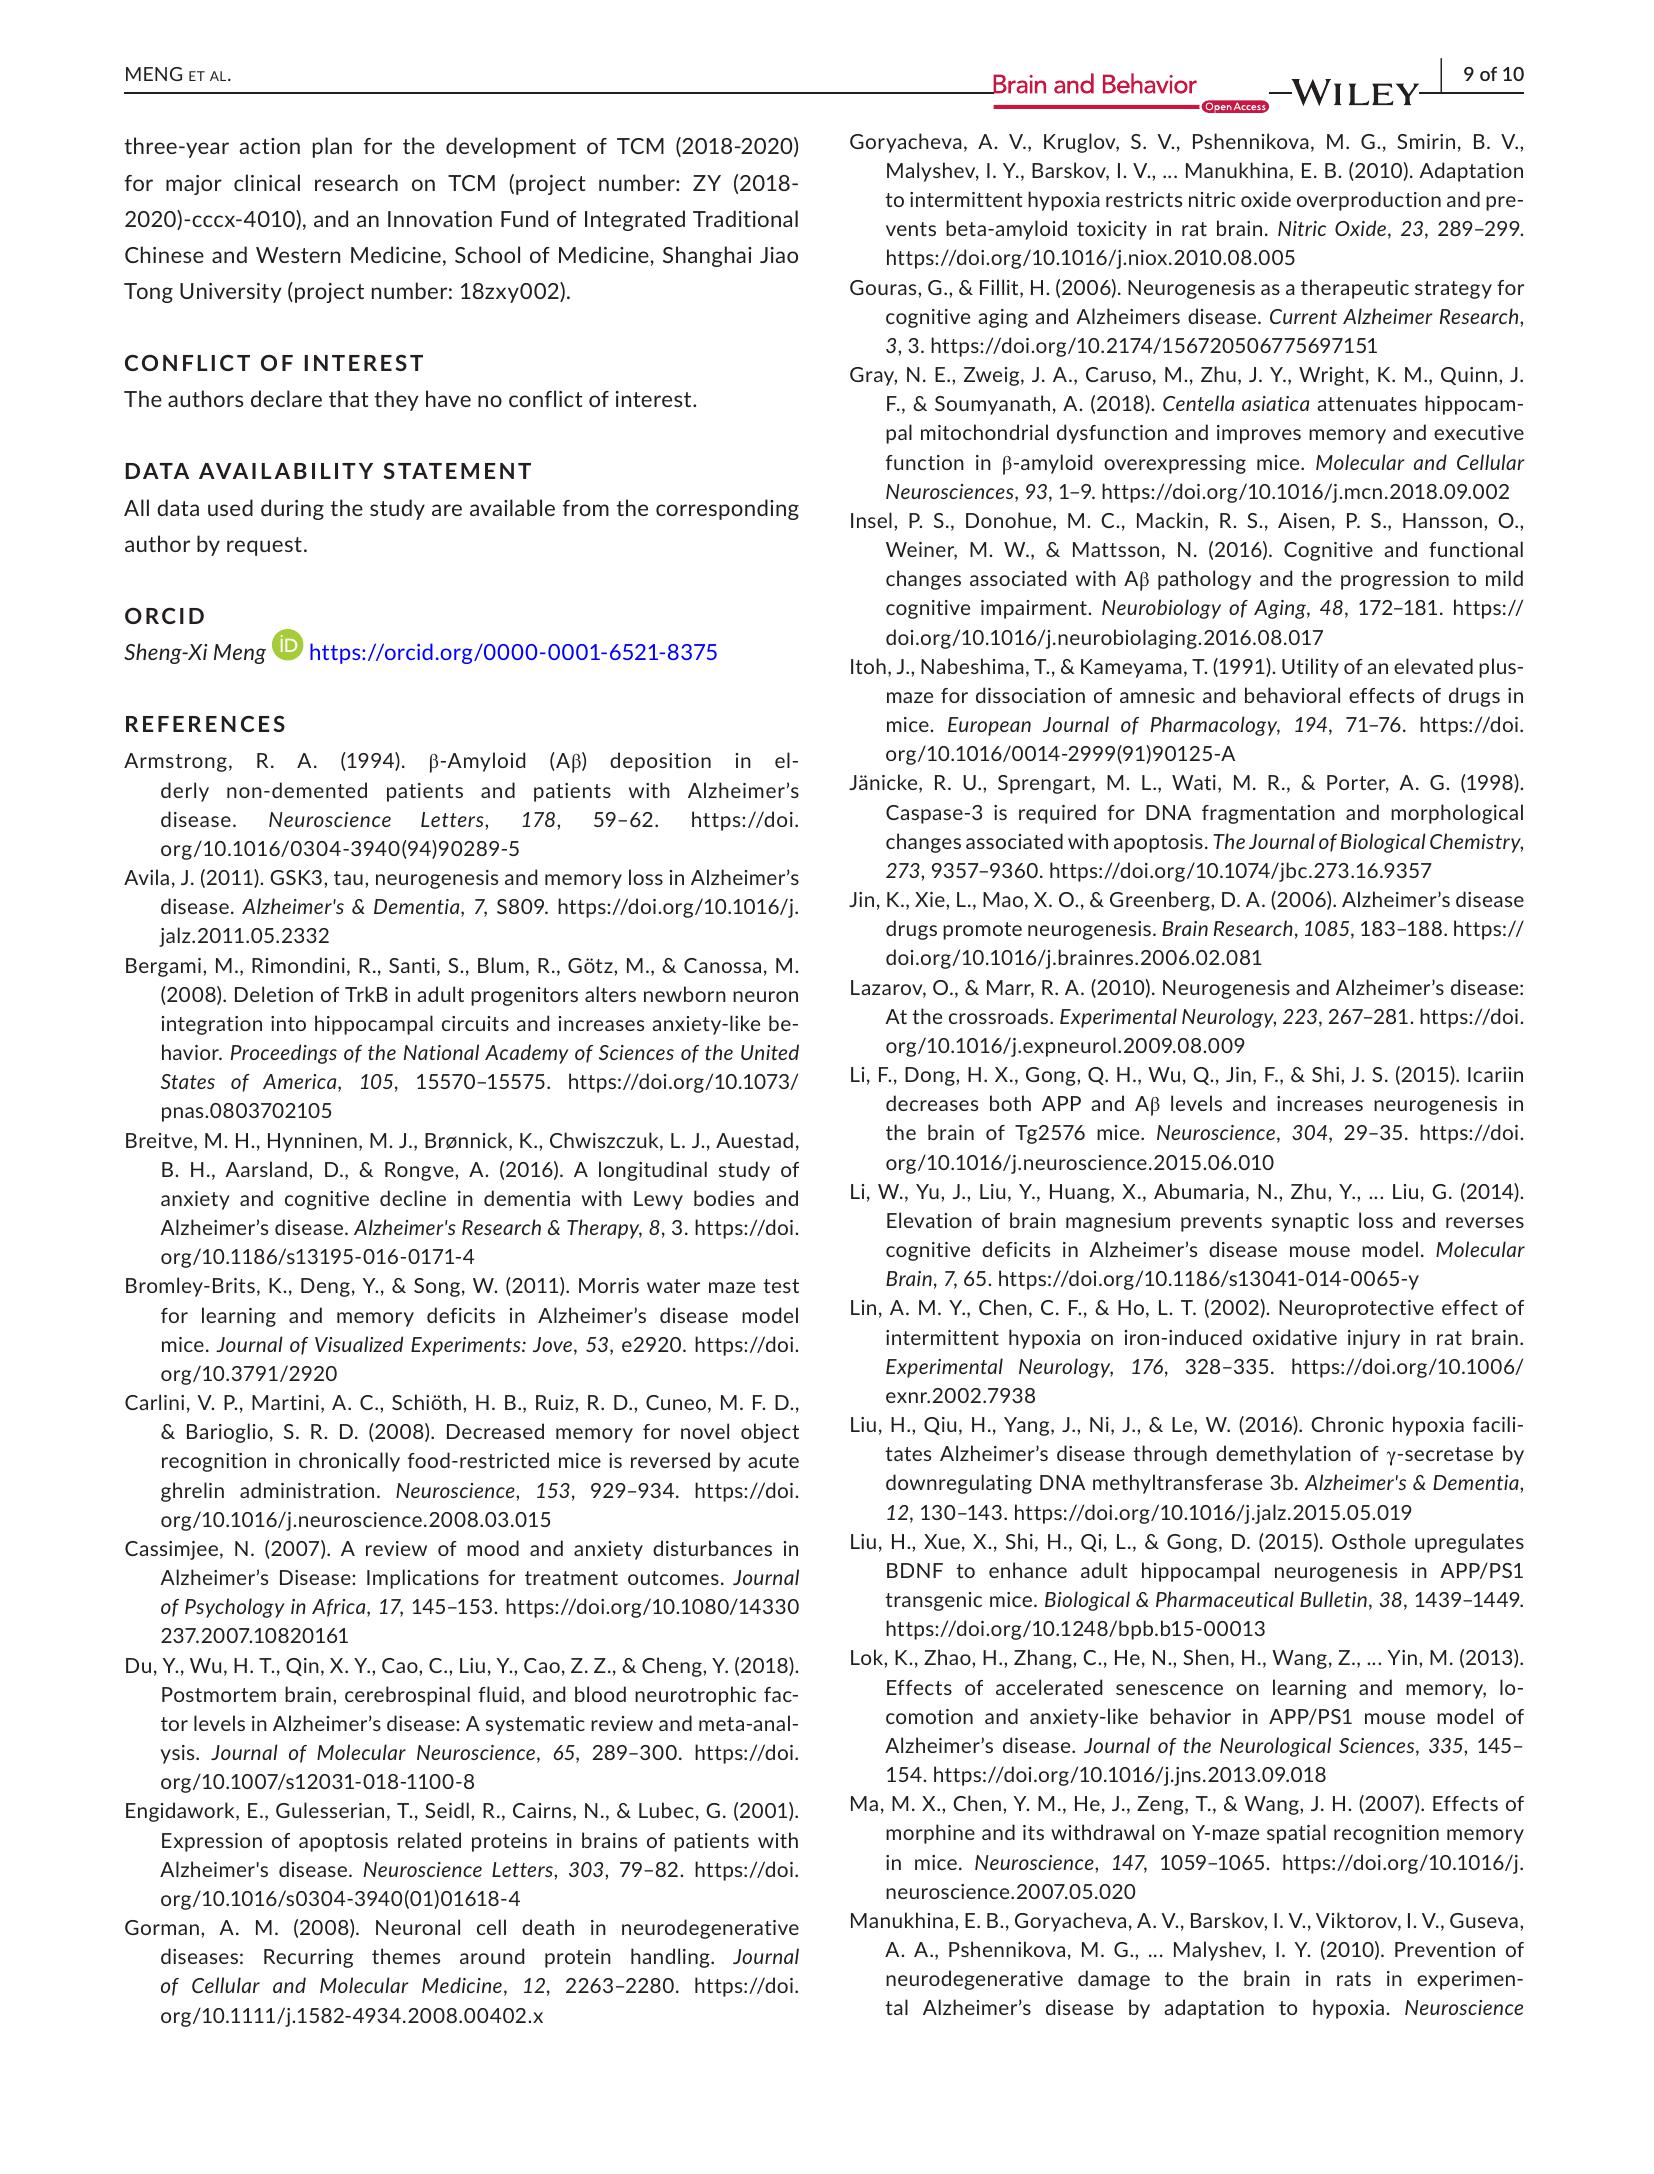 MENG ET AL.
Brain and Behavior
Open Access
WILEY
9 of 10
three-year action plan for the development of TCM (2018-2020)
for major clinical research on TCM (project number: ZY (2018-
2020)-cccx-4010), and an Innovation Fund of Integrated Traditional
Chinese and Western Medicine, School of Medicine, Shanghai Jiao
Tong University (project number: 18zxy002).
CONFLICT OF INTEREST
The authors declare that they have no conflict of interest.
DATA AVAILABILITY STATEMENT
All data used during the study are available from the corresponding
author by request.
ORCID
Sheng-Xi Meng iD https://orcid.org/0000-0001-6521-8375
REFERENCES
Armstrong, R. A. (1994). β-Amyloid (Aβ) deposition in el-
derly non-demented patients and patients with Alzheimer’s
disease. Neuroscience Letters, 178, 59–62. https://doi.
org/10.1016/0304-3940(94)90289-5
Avila, J. (2011). GSK3, tau, neurogenesis and memory loss in Alzheimer’s
disease. Alzheimer's & Dementia, 7, S809. https://doi.org/10.1016/j.
jalz.2011.05.2332
Bergami, M., Rimondini, R., Santi, S., Blum, R., Götz, M., & Canossa, M.
(2008). Deletion of TrkB in adult progenitors alters newborn neuron
integration into hippocampal circuits and increases anxiety-like be-
havior. Proceedings of the National Academy of Sciences of the United
States of America, 105, 15570–15575. https://doi.org/10.1073/
pnas.0803702105
Breitve, M. H., Hynninen, M. J., Brønnick, K., Chwiszczuk, L. J., Auestad,
B. H., Aarsland, D., & Rongve, A. (2016). A longitudinal study of
anxiety and cognitive decline in dementia with Lewy bodies and
Alzheimer’s disease. Alzheimer's Research & Therapy, 8, 3. https://doi.
org/10.1186/s13195-016-0171-4
Bromley-Brits, K., Deng, Y., & Song, W. (2011). Morris water maze test
for learning and memory deficits in Alzheimer’s disease model
mice. Journal of Visualized Experiments: Jove, 53, e2920. https://doi.
org/10.3791/2920
Carlini, V. P., Martini, A. C., Schiöth, H. B., Ruiz, R. D., Cuneo, M. F. D.,
& Barioglio, S. R. D. (2008). Decreased memory for novel object
recognition in chronically food-restricted mice is reversed by acute
ghrelin administration. Neuroscience, 153, 929–934. https://doi.
org/10.1016/j.neuroscience.2008.03.015
Cassimjee, N. (2007). A review of mood and anxiety disturbances in
Alzheimer’s Disease: Implications for treatment outcomes. Journal
of Psychology in Africa, 17, 145–153. https://doi.org/10.1080/14330
237.2007.10820161
Du, Y., Wu, H. T., Qin, X. Y., Cao, C., Liu, Y., Cao, Z. Z., & Cheng, Y. (2018).
Postmortem brain, cerebrospinal fluid, and blood neurotrophic fac-
tor levels in Alzheimer’s disease: A systematic review and meta-anal-
ysis. Journal of Molecular Neuroscience, 65, 289–300. https://doi.
org/10.1007/s12031-018-1100-8
Engidawork, E., Gulesserian, T., Seidl, R., Cairns, N., & Lubec, G. (2001).
Expression of apoptosis related proteins in brains of patients with
Alzheimer's disease. Neuroscience Letters, 303, 79–82. https://doi.
org/10.1016/s0304-3940(01)01618-4
Gorman, A. M. (2008). Neuronal cell death in neurodegenerative
diseases: Recurring themes around protein handling. Journal
of Cellular and Molecular Medicine, 12, 2263–2280. https://doi.
org/10.1111/j.1582-4934.2008.00402.x
Goryacheva, A. V., Kruglov, S. V., Pshennikova, M. G., Smirin, B. V.,
Malyshev, I. Y., Barskov, I. V., ... Manukhina, E. B. (2010). Adaptation
to intermittent hypoxia restricts nitric oxide overproduction and pre-
vents beta-amyloid toxicity in rat brain. Nitric Oxide, 23, 289–299.
https://doi.org/10.1016/j.niox.2010.08.005
Gouras, G., & Fillit, H. (2006). Neurogenesis as a therapeutic strategy for
cognitive aging and Alzheimers disease. Current Alzheimer Research,
3, 3. https://doi.org/10.2174/156720506775697151
Gray, N. E., Zweig, J. A., Caruso, M., Zhu, J. Y., Wright, K. M., Quinn, J.
F., & Soumyanath, A. (2018). Centella asiatica attenuates hippocam-
pal mitochondrial dysfunction and improves memory and executive
function in β-amyloid overexpressing mice. Molecular and Cellular
Neurosciences, 93, 1–9. https://doi.org/10.1016/j.mcn.2018.09.002
Insel, P. S., Donohue, M. C., Mackin, R. S., Aisen, P. S., Hansson, O.,
Weiner, M. W., & Mattsson, N. (2016). Cognitive and functional
changes associated with Aβ pathology and the progression to mild
cognitive impairment. Neurobiology of Aging, 48, 172–181. https://
doi.org/10.1016/j.neurobiolaging.2016.08.017
Itoh, J., Nabeshima, T., & Kameyama, T. (1991). Utility of an elevated plus-
maze for dissociation of amnesic and behavioral effects of drugs in
mice. European Journal of Pharmacology, 194, 71–76. https://doi.
org/10.1016/0014-2999(91)90125-A
Jänicke, R. U., Sprengart, M. L., Wati, M. R., & Porter, A. G. (1998).
Caspase-3 is required for DNA fragmentation and morphological
changes associated with apoptosis. The Journal of Biological Chemistry,
273, 9357–9360. https://doi.org/10.1074/jbc.273.16.9357
Jin, K., Xie, L., Mao, X. O., & Greenberg, D. A. (2006). Alzheimer’s disease
drugs promote neurogenesis. Brain Research, 1085, 183–188. https://
doi.org/10.1016/j.brainres.2006.02.081
Lazarov, O., & Marr, R. A. (2010). Neurogenesis and Alzheimer’s disease:
At the crossroads. Experimental Neurology, 223, 267–281. https://doi.
org/10.1016/j.expneurol.2009.08.009
Li, F., Dong, H. X., Gong, Q. H., Wu, Q., Jin, F., & Shi, J. S. (2015). Icariin
decreases both APP and Aβ levels and increases neurogenesis in
the brain of Tg2576 mice. Neuroscience, 304, 29–35. https://doi.
org/10.1016/j.neuroscience.2015.06.010
Li, W., Yu, J., Liu, Y., Huang, X., Abumaria, N., Zhu, Y., ... Liu, G. (2014).
Elevation of brain magnesium prevents synaptic loss and reverses
cognitive deficits in Alzheimer’s disease mouse model. Molecular
Brain, 7, 65. https://doi.org/10.1186/s13041-014-0065-y
Lin, A. M. Y., Chen, C. F., & Ho, L. T. (2002). Neuroprotective effect of
intermittent hypoxia on iron-induced oxidative injury in rat brain.
Experimental Neurology, 176, 328–335. https://doi.org/10.1006/
exnr.2002.7938
Liu, H., Qiu, H., Yang, J., Ni, J., & Le, W. (2016). Chronic hypoxia facili-
tates Alzheimer’s disease through demethylation of γ-secretase by
downregulating DNA methyltransferase 3b. Alzheimer's & Dementia,
12, 130–143. https://doi.org/10.1016/j.jalz.2015.05.019
Liu, H., Xue, X., Shi, H., Qi, L., & Gong, D. (2015). Osthole upregulates
BDNF to enhance adult hippocampal neurogenesis in APP/PS1
transgenic mice. Biological & Pharmaceutical Bulletin, 38, 1439–1449.
https://doi.org/10.1248/bpb.b15-00013
Lok, K., Zhao, H., Zhang, C., He, N., Shen, H., Wang, Z., ... Yin, M. (2013).
Effects of accelerated senescence on learning and memory, lo-
comotion and anxiety-like behavior in APP/PS1 mouse model of
Alzheimer’s disease. Journal of the Neurological Sciences, 335, 145–
154. https://doi.org/10.1016/j.jns.2013.09.018
Ma, M. X., Chen, Y. M., He, J., Zeng, T., & Wang, J. H. (2007). Effects of
morphine and its withdrawal on Y-maze spatial recognition memory
in mice. Neuroscience, 147, 1059–1065. https://doi.org/10.1016/j.
neuroscience.2007.05.020
Manukhina, E. B., Goryacheva, A. V., Barskov, I. V., Viktorov, I. V., Guseva,
A. A., Pshennikova, M. G., ... Malyshev, I. Y. (2010). Prevention of
neurodegenerative damage to the brain in rats in experimen-
tal Alzheimer’s disease by adaptation to hypoxia. Neuroscience